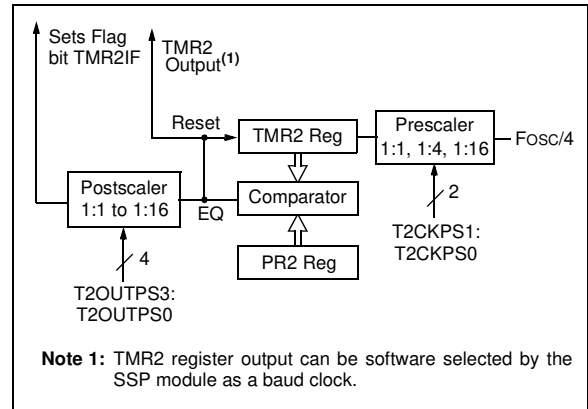 Sets Flag
bit TMR2IF
TMR2
Output(1)
Reset
TMR2 Reg
Prescaler
1:1, 1:4, 1:16
FOSC/4
Postscaler
1:1 to 1:16
EQ
Comparator
2
T2CKPS1:
T2CKPS0
4
PR2 Reg
T2OUTPS3:
T2OUTPS0
Note 1: TMR2 register output can be software selected by the
SSP module as a baud clock.